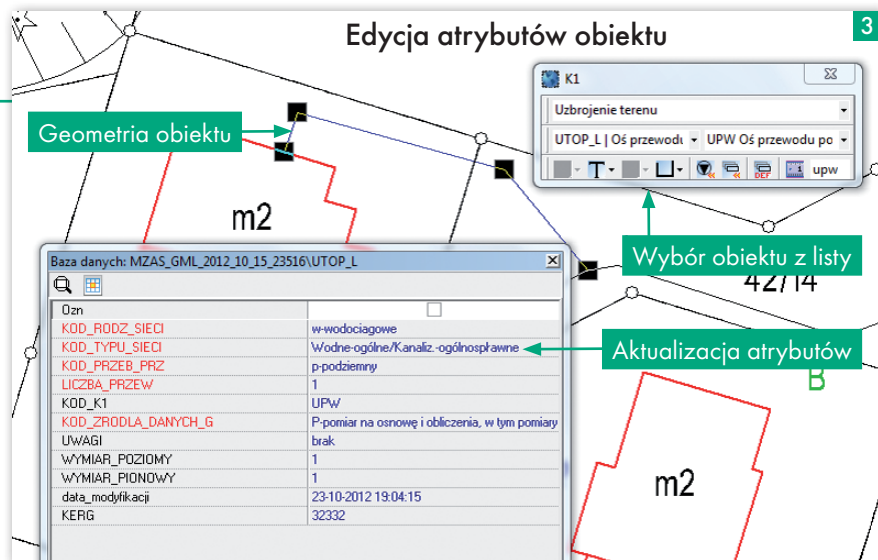 Edycja atrybutów obiektu
3
K1
Uzbrojenie terenu
UTOP_L | Oś przewodu
UPW Oś przewodu po
DEF
upw
Geometria obiektu
m2
Wybór obiektu z listy
42/14
Baza danych: MZAS_GML_2012_10_15_23516\UTOP_L
Ozn
KOD_RODZ_SIECI w-wodociagowe
KOD_TYPU_SIECI Wodne-ogólne/Kanaliz.-ogólnospławne
KOD_PRZEB_PRZ p-podziemny
LICZBA_PRZEW 1
KOD_K1 UPW
KOD_ZRODLA_DANYCH_G P-pomiar na osnowę i obliczenia, w tym pomiary
UWAGI brak
WYMIAR_POZIOMY 1
WYMIAR_PIONOWY 1
data_modyfikacji 23-10-2012 19:04:15
KERG 32332
Aktualizacja atrybutów
B
m2